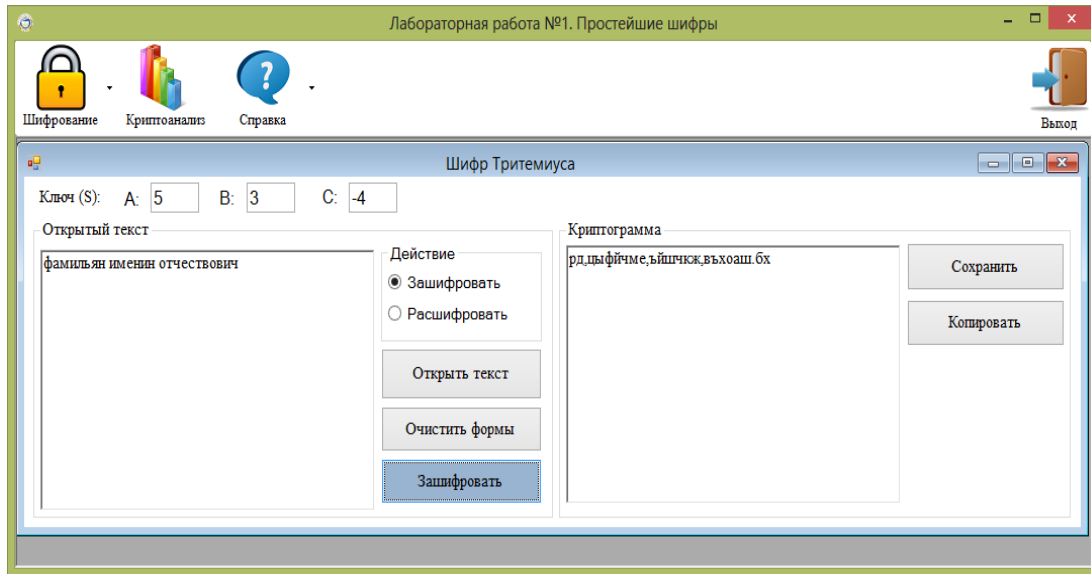 Лабораторная работа №1. Простейшие шифры
Шифрование Криптоанализ Справка Выход
Шифр Тритемиуса
Ключ (S): A: 5 B: 3 C: -4
Открытый текст
фамильян именин отчествович
Действие
Зашифровать
Расшифровать
Открыть текст
Очистить формы
Зашифровать
Криптограмма
рд,цыфйчме,ъйшчкж,въхоаш.бх
Сохранить
Копировать